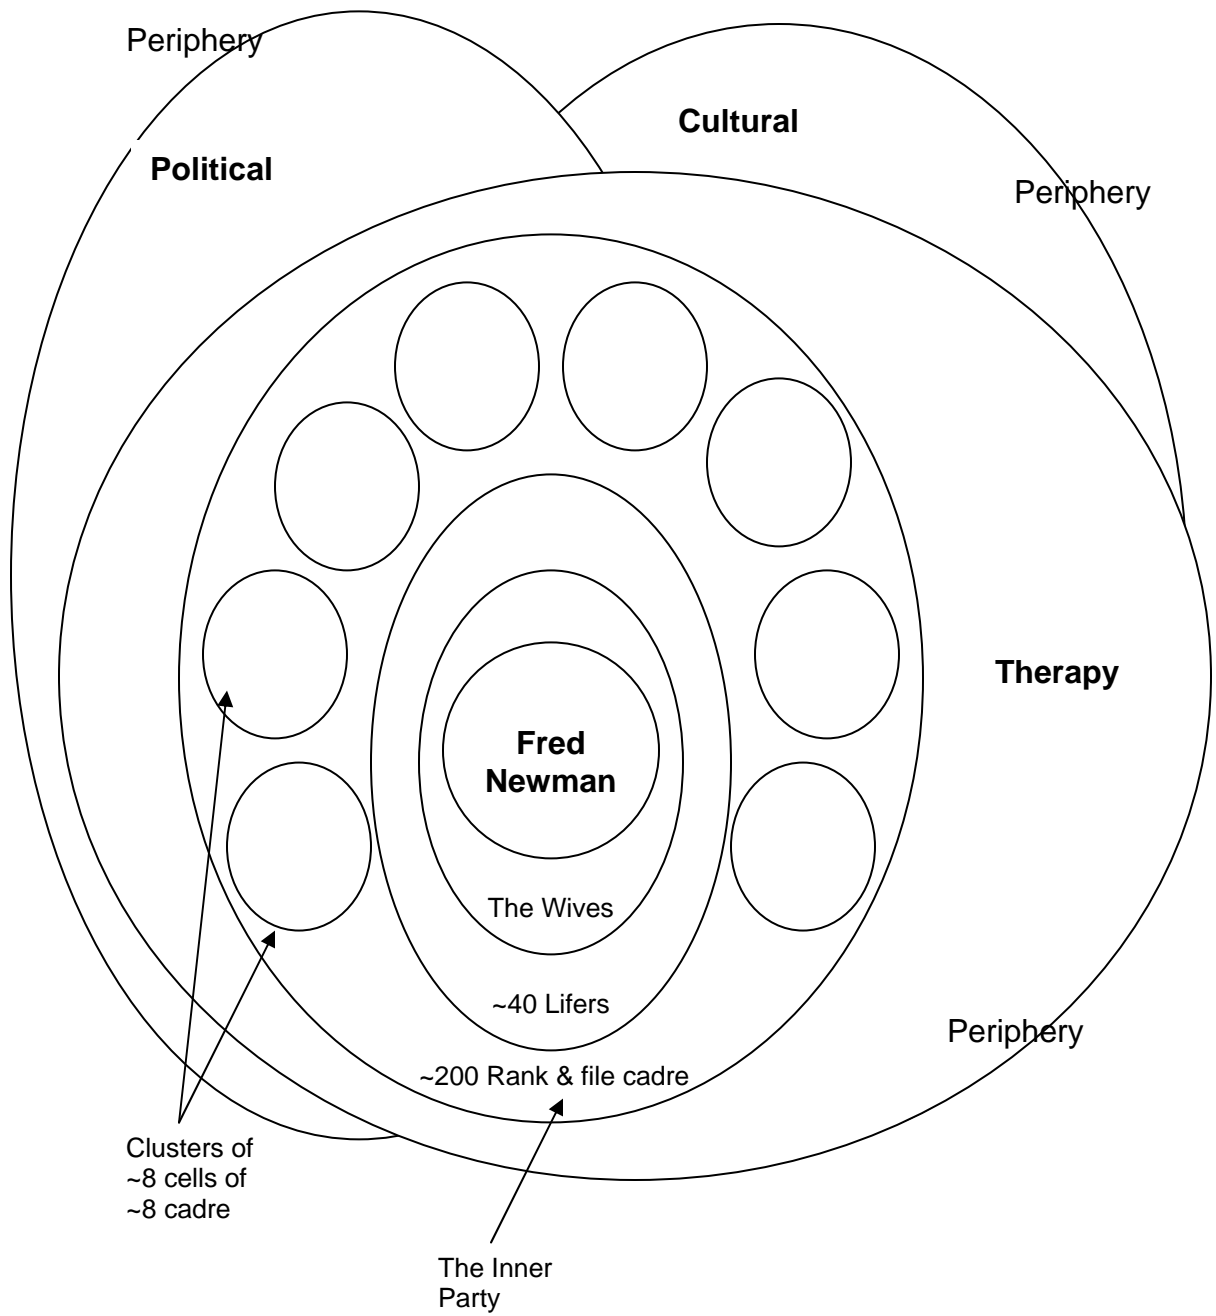 Periphery
Cultural
Political
Periphery
Therapy
Fred
Newman
The Wives
~40 Lifers
Periphery
~200 Rank & file cadre
Clusters of
~8 cells of
~8 cadre
The Inner
Party